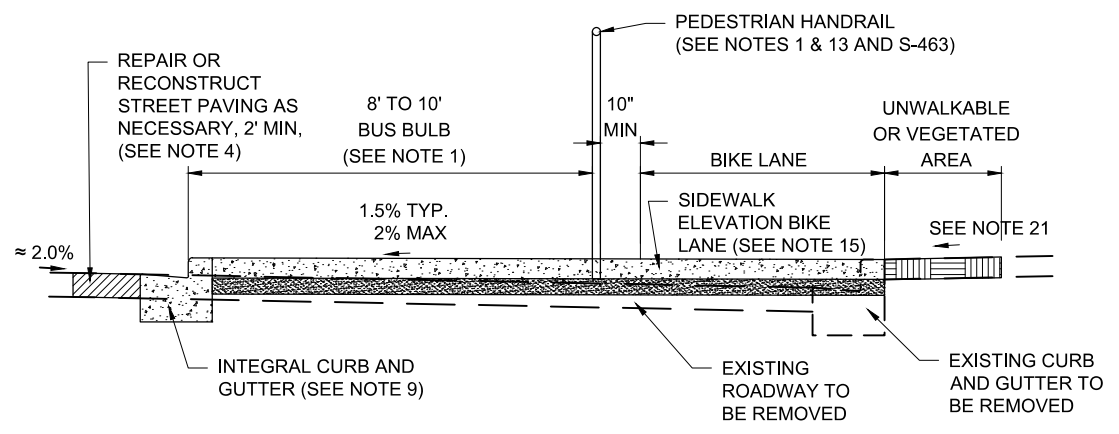 PEDESTRIAN HANDRAIL
(SEE NOTES 1 & 13 AND S-463)
REPAIR OR
RECONSTRUCT
STREET PAVING AS
NECESSARY, 2' MIN,
(SEE NOTE 4)
8' TO 10'
BUS BULB
(SEE NOTE 1)
10"
MIN
UNWALKABLE
OR VEGETATED
AREA
BIKE LANE
SIDEWALK
ELEVATION BIKE
LANE (SEE NOTE 15)
1.5% TYP.
2% MAX
SEE NOTE 21
≈ 2.0%
INTEGRAL CURB AND
GUTTER (SEE NOTE 9)
EXISTING
ROADWAY TO
BE REMOVED
EXISTING CURB
AND GUTTER TO
BE REMOVED